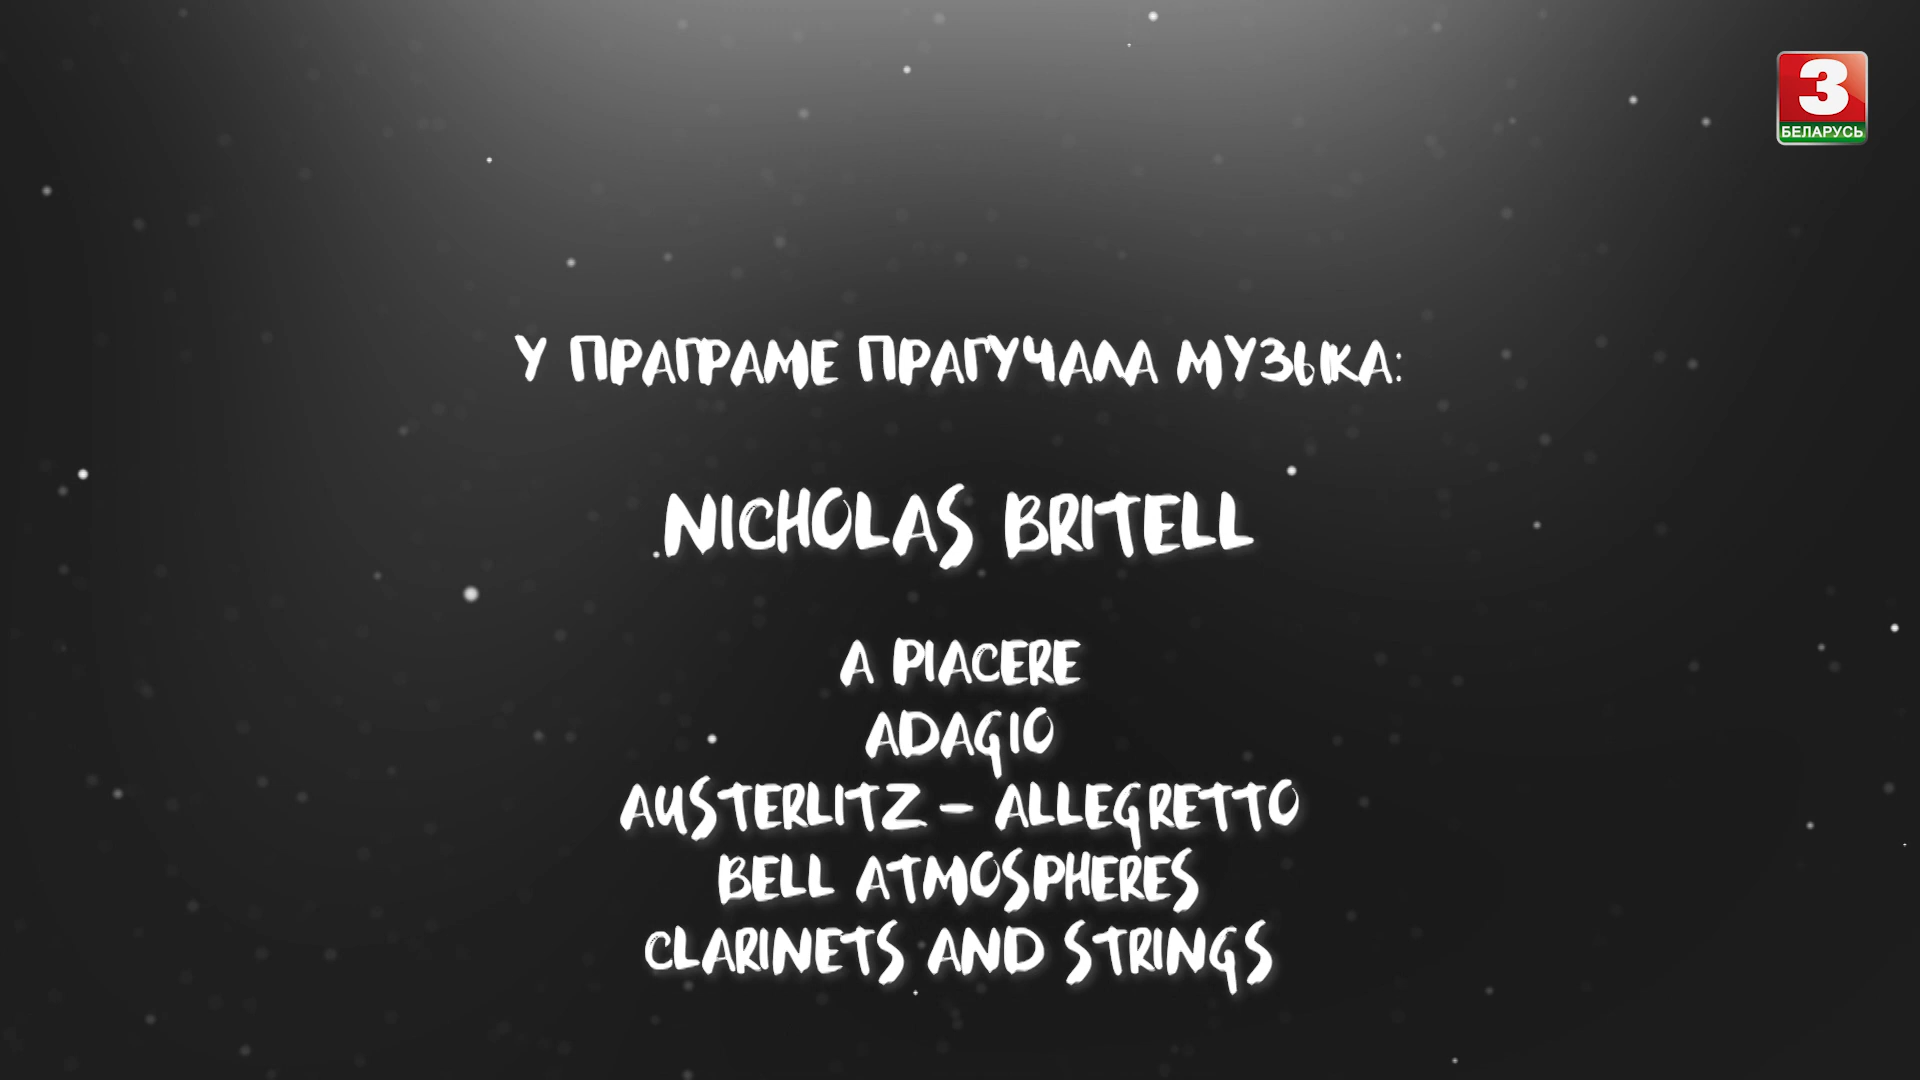 3
БЕЛАРУСЬ
У ПРАГРАМЕ ПРАГУЧАЛА МУЗЫКА:
NICHOLAS BRITELL
A PIACERE
ADAGIO
AUSTERLITZ – ALLEGRETTO
BELL ATMOSPHERES
CLARINETS AND STRINGS